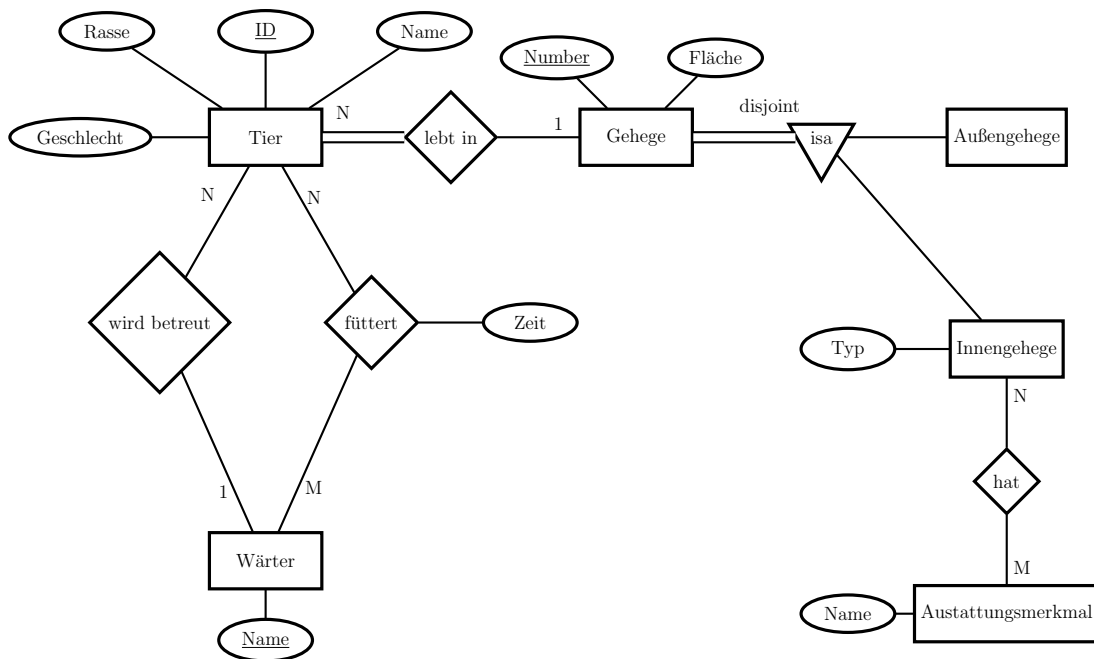 Rasse
ID
Name
Number
Fläche
disjoint
N
Geschlecht
Tier
lebt in
1
Gehege
isa
Außengehege
N
N
wird betreut
füttert
Zeit
Typ
Innengehege
N
hat
1
M
Wärter
M
Name
Austattungsmerkmal
Name